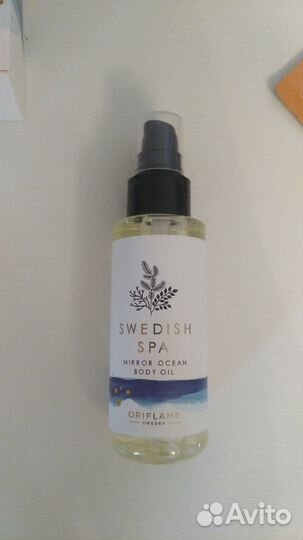 SWEDISH
SPA
MIRROR OCEAN
BODY OIL
ORIFLAME
SWEDEN
Avito